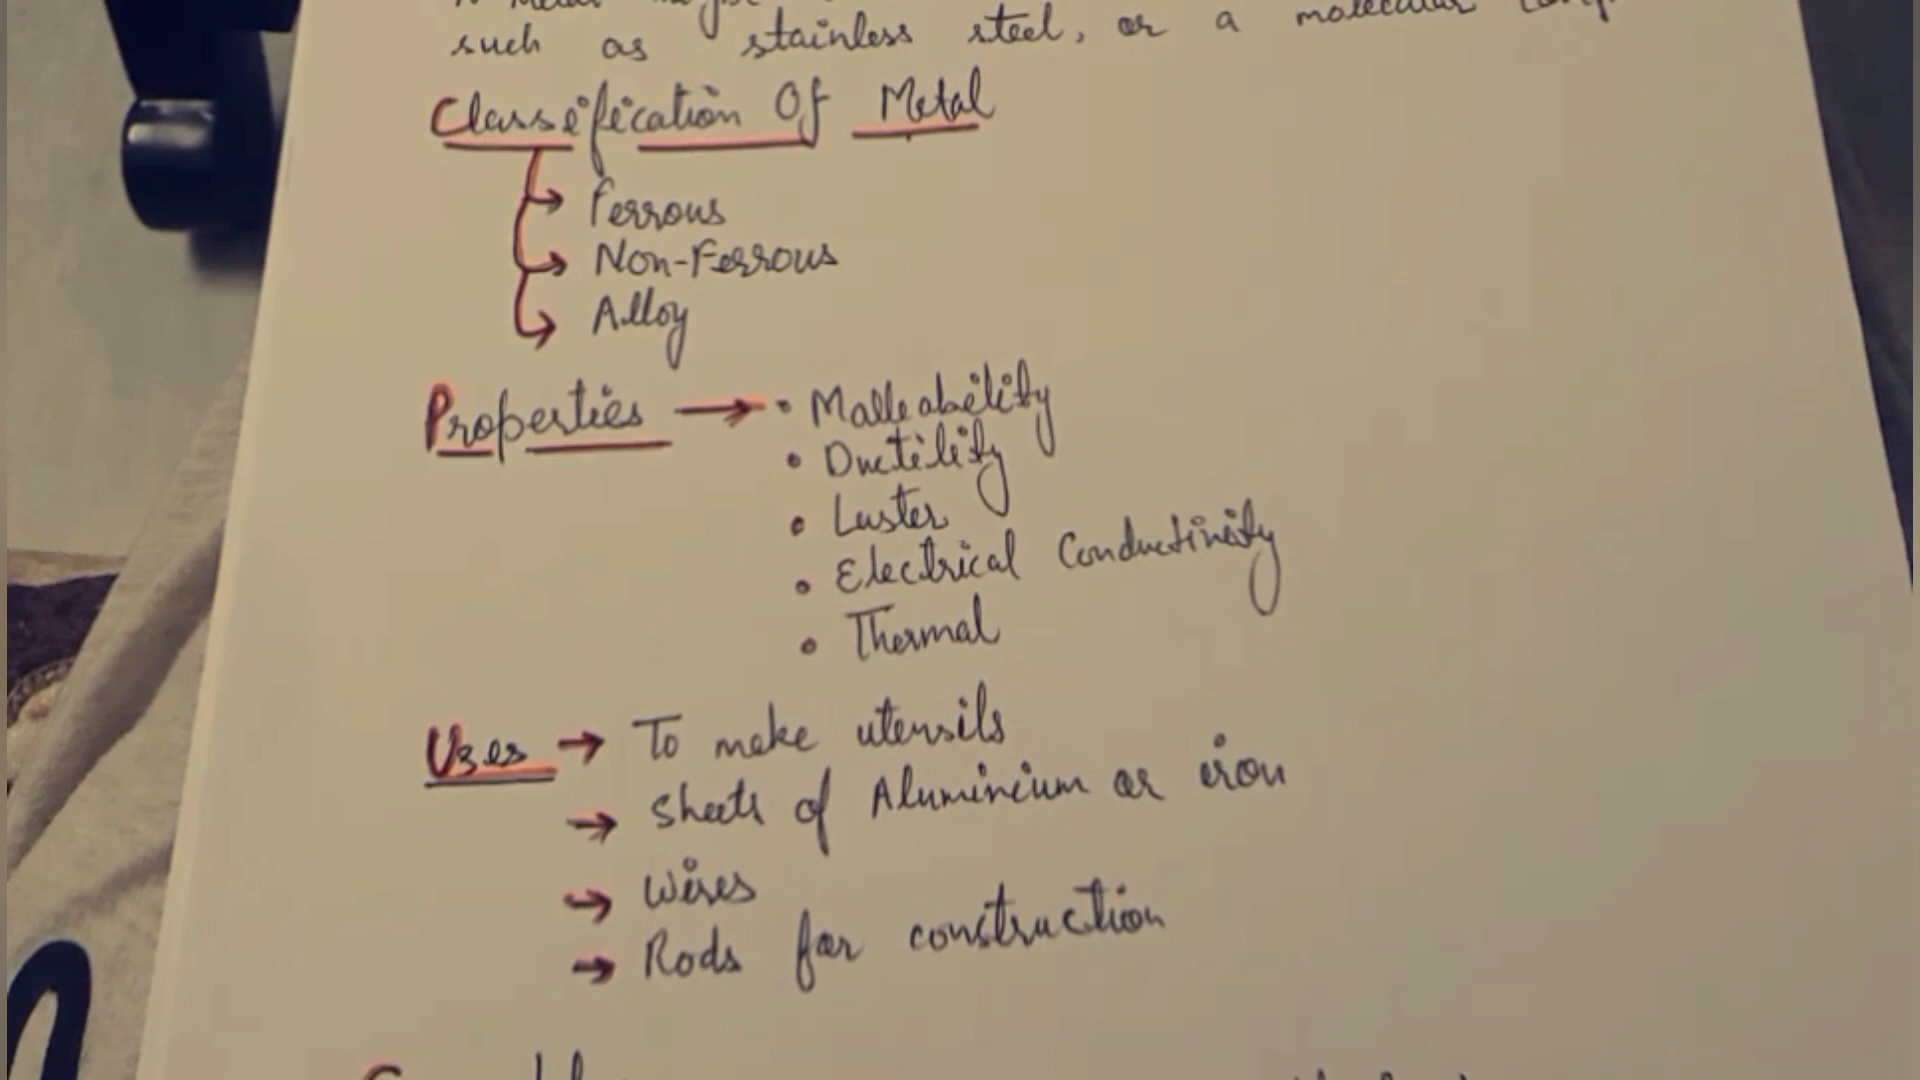 such as stainless steel, or a molecular
Classification Of Metal
Ferrous
Non-Ferrous
Alloy
Properties → • Malleability
• Ductility
• Luster
• Electrical Conductivity
• Thermal
Uses → To make utensils
→ Sheets of Aluminium or iron
→ Wires
→ Rods for construction